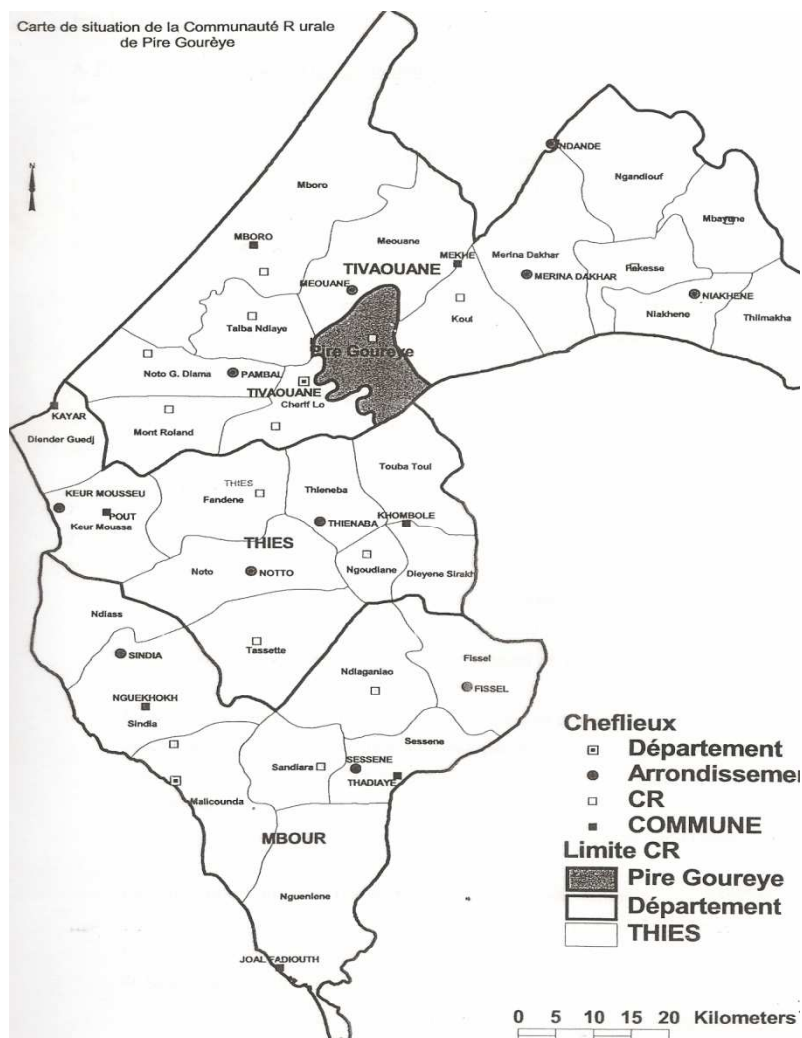 Carte de situation de la Communauté R urale
de Pire Gourèye
N
NDANDE
Ngandiouf
Mboro
Mbayene
MBORO
Meouane
MEKHE
Merina Dakhar
TIVAOUANE
MERINA DAKHAR
MEOUANE
NIAKHENE
Taiba Ndiaye
Koul
Niakhene
Thilmakha
Pire Goureye
Noto G. Diama
PAMBAL
TIVAOUANE
Cherif Lo
KAYAR
Mont Roland
Diender Guedj
Touba Toul
KEUR MOUSSEU
THIES
Thieneba
Fandene
POUT
KHOMBOLE
Keur Moussa
THIENABA
THIES
Noto
NOTTO
Ngoudiane
Dieyene Sirakh
Ndiass
SINDIA
Tassette
Fissel
Ndiaganiao
FISSEL
NGUEKHOKH
Sindia
Sessene
SESSENE
Sandiara
THADIAYE
Malicounda
MBOUR
Ngueniene
JOAL FADIOUTH
Cheflieux
Département
Arrondissemen
CR
COMMUNE
Limite CR
Pire Goureye
Département
THIES
0 5 10 15 20 Kilometers